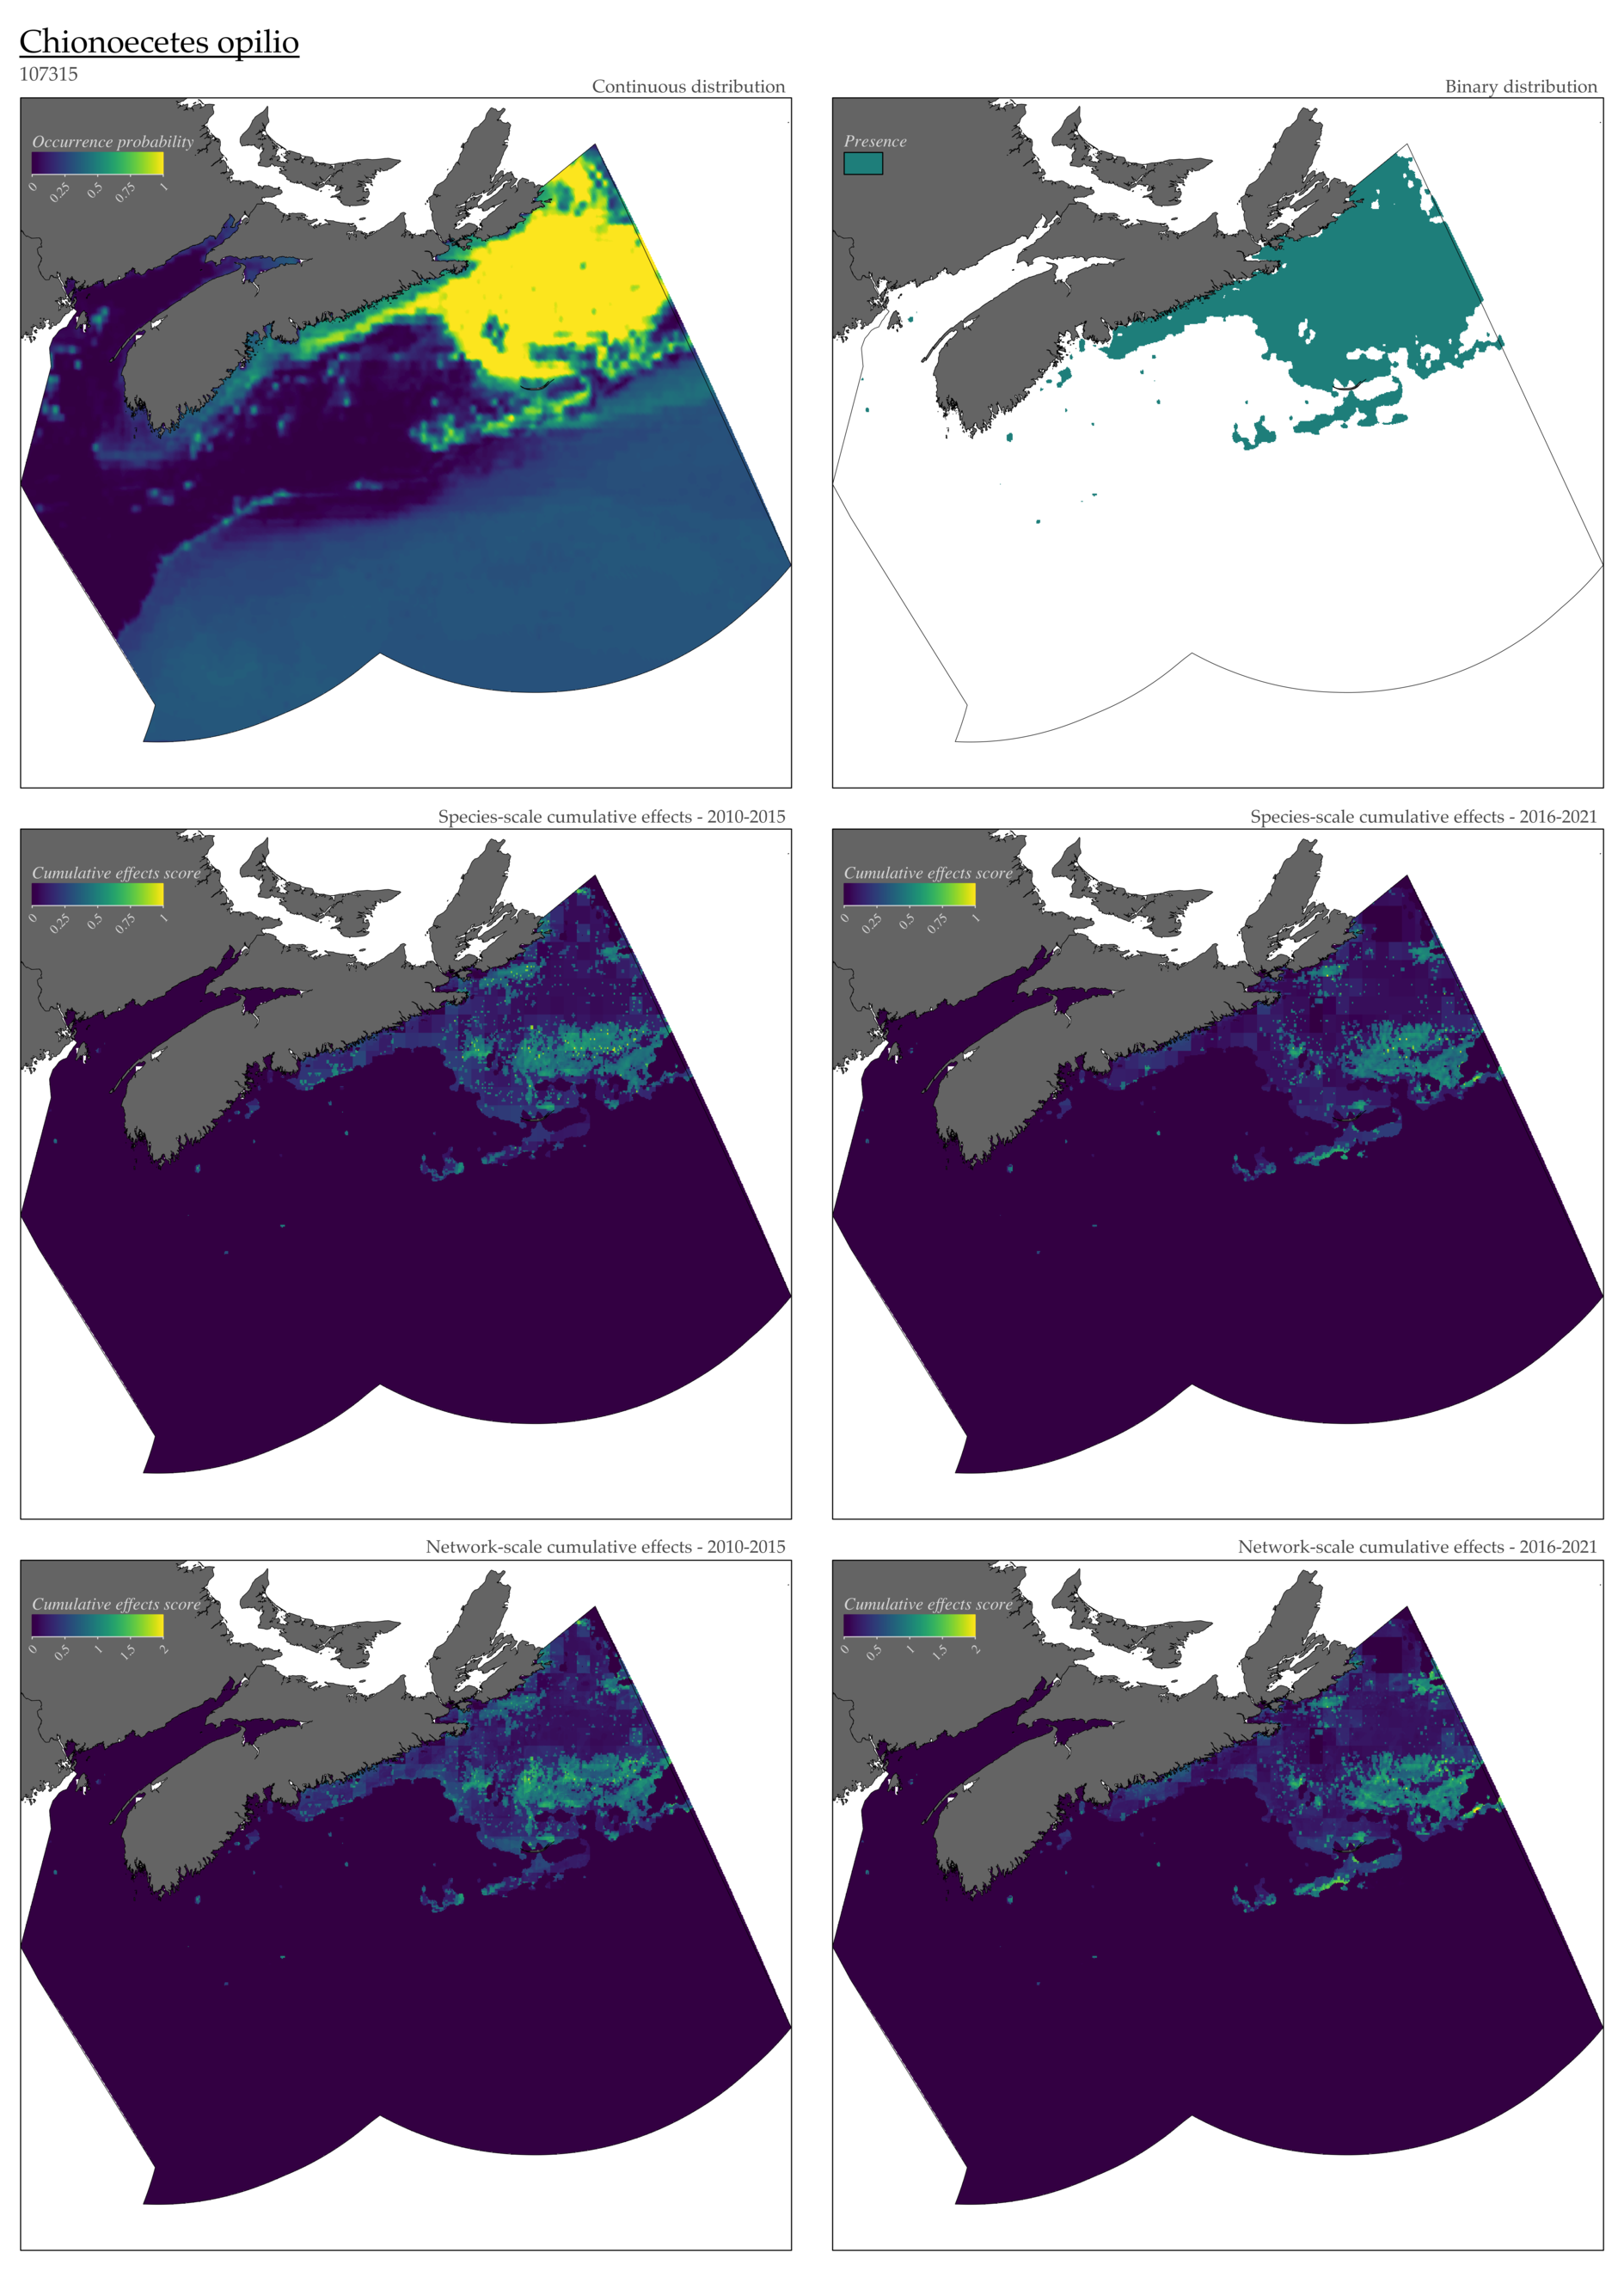 Chionoecetes opilio
107315
Continuous distribution
Occurrence probability
0 0.25 0.5 0.75 1
Binary distribution
Presence
Species-scale cumulative effects - 2010-2015
Cumulative effects score
0 0.25 0.5 0.75 1
Species-scale cumulative effects - 2016-2021
Cumulative effects score
0 0.25 0.5 0.75 1
Network-scale cumulative effects - 2010-2015
Cumulative effects score
0 0.5 1 1.5 2
Network-scale cumulative effects - 2016-2021
Cumulative effects score
0 0.5 1 1.5 2